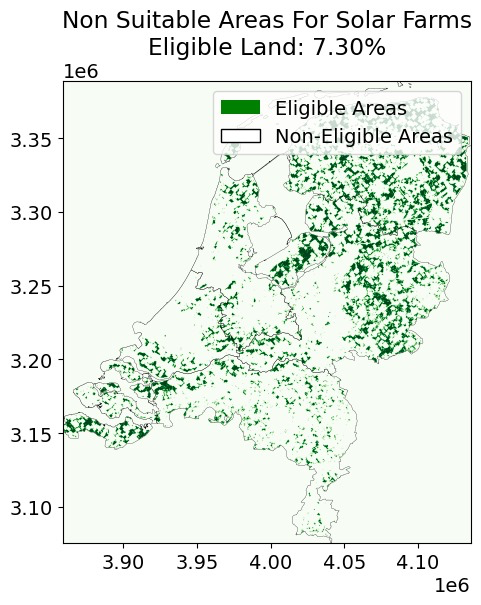 Non Suitable Areas For Solar Farms
Eligible Land: 7.30%
1e6
Eligible Areas
Non-Eligible Areas
3.35
3.30
3.25
3.20
3.15
3.10
3.90
3.95
4.00
4.05
4.10
1e6